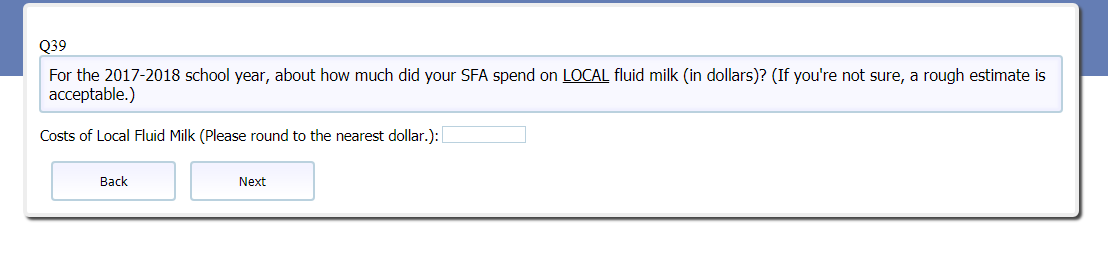 Q39
For the 2017-2018 school year, about how much did your SFA spend on LOCAL fluid milk (in dollars)? (If you're not sure, a rough estimate is
acceptable.)
Costs of Local Fluid Milk (Please round to the nearest dollar.):
Back Next